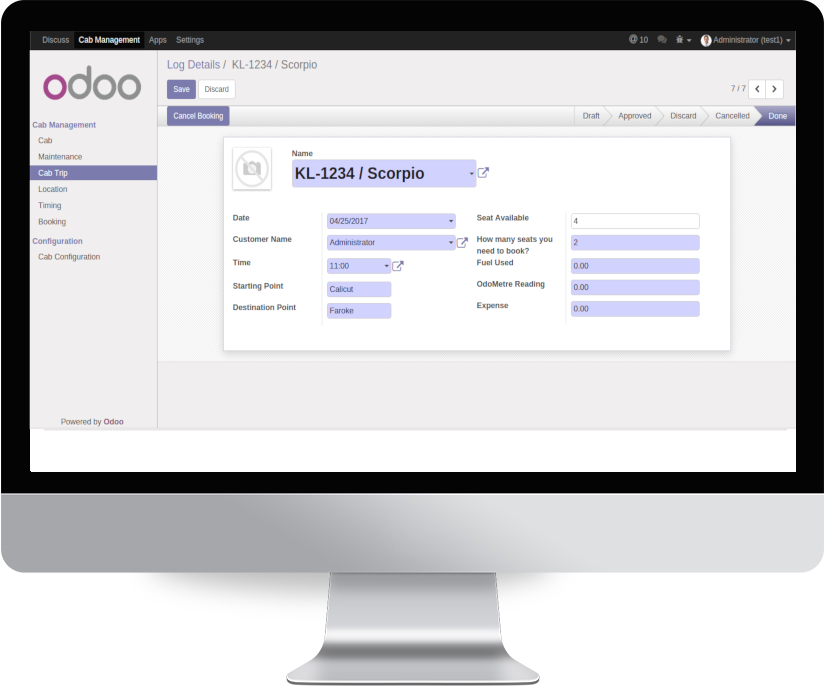 Discuss Cab Management Apps Settings @ 10 Administrator (test1)
odoo
Log Details / KL-1234 / Scorpio
Save Discard 7 / 7
Cancel Booking Draft Approved Discard Cancelled Done
Cab Management
Cab
Maintenance
Cab Trip
Location
Timing
Booking
Configuration
Cab Configuration
Powered by Odoo
Name
KL-1234 / Scorpio
Date 04/25/2017
Customer Name Administrator
Time 11:00
Starting Point Calicut
Destination Point Faroke
Seat Available 4
How many seats you 2
need to book?
Fuel Used 0.00
OdoMetre Reading 0.00
Expense 0.00